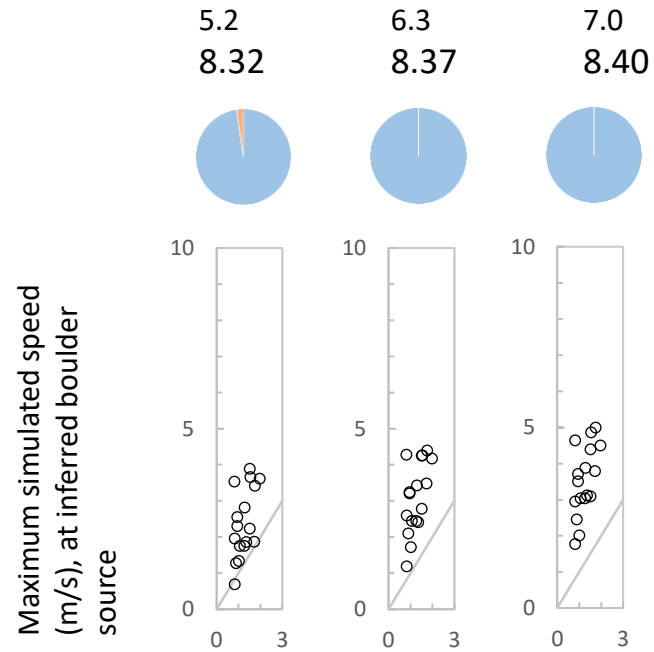 5.2 6.3 7.0
8.32 8.37 8.40
10 10 10
Maximum simulated speed
(m/s), at inferred boulder
source
5 5 5
0 0 0
0 3 0 3 0 3